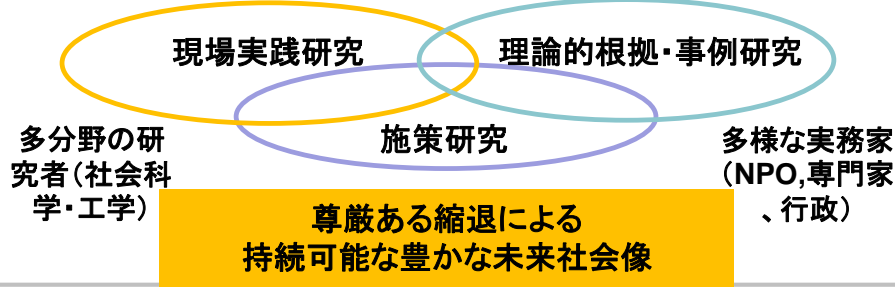 現場実践研究
理論的根拠・事例研究
施策研究
多分野の研
究者（社会科
学・工学）
多様な実務家
（NPO,専門家
、行政）
尊厳ある縮退による
持続可能な豊かな未来社会像